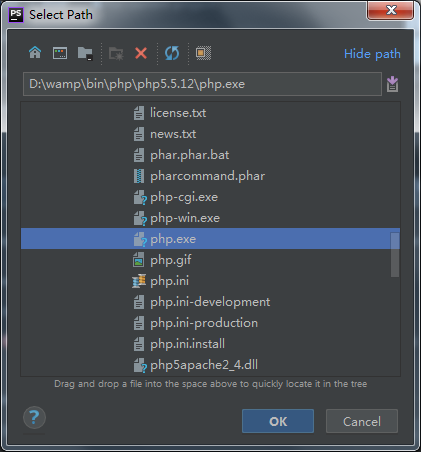 PS Select Path
Hide path
D:\wamp\bin\php\php5.5.12\php.exe
license.txt
news.txt
phar.phar.bat
pharcommand.phar
php-cgi.exe
php-win.exe
php.exe
php.gif
php.ini
php.ini-development
php.ini-production
php.ini.install
php5apache2_4.dll
Drag and drop a file into the space above to quickly locate it in the tree
? OK Cancel